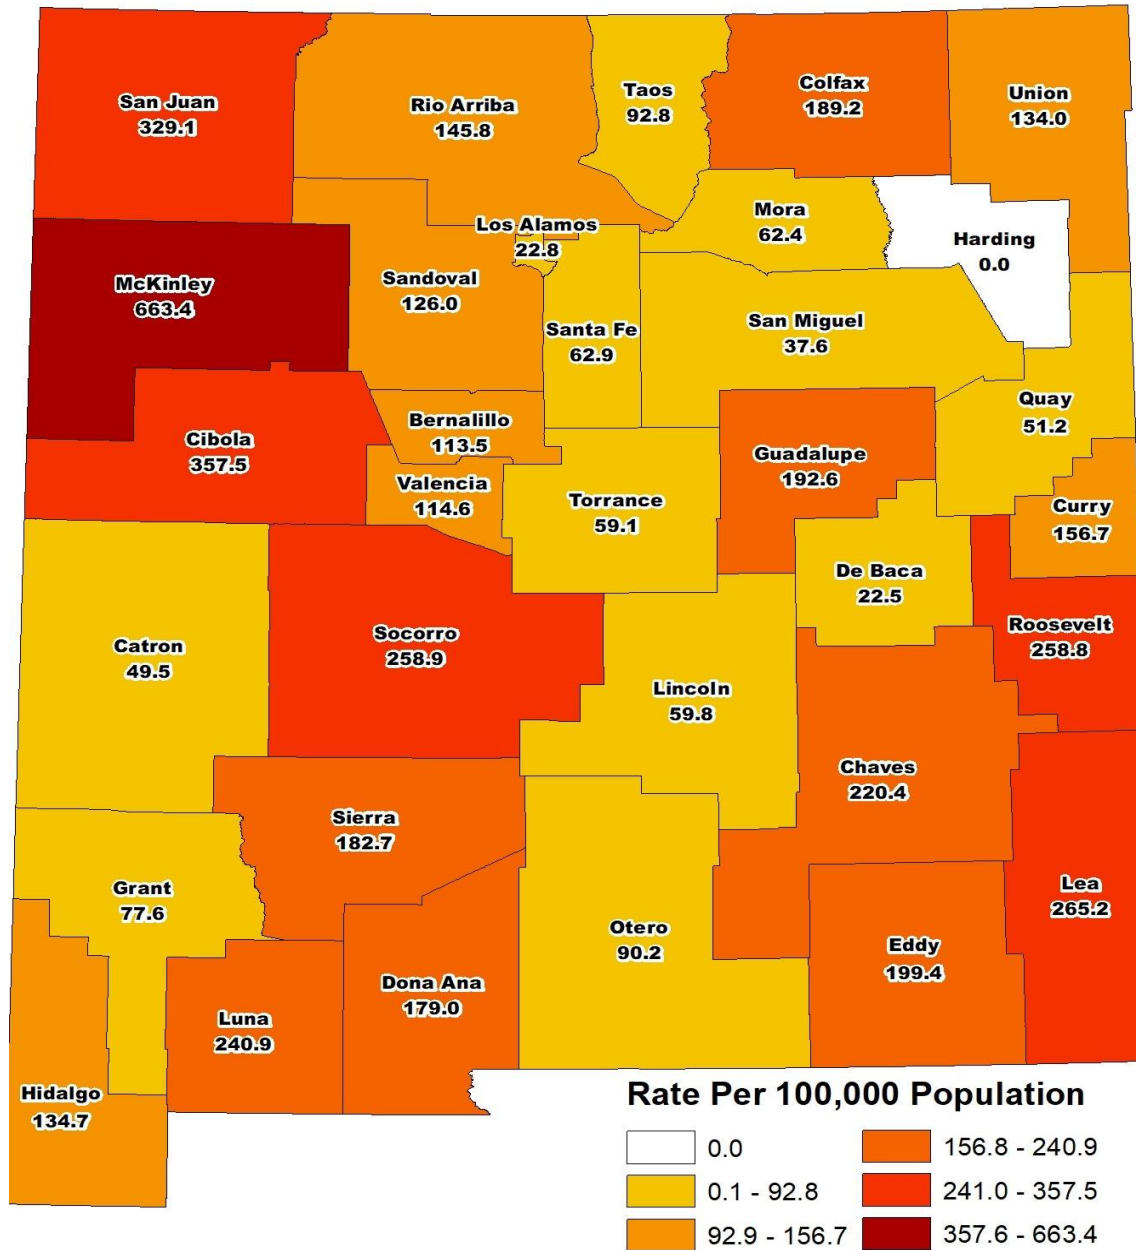 San Juan
329.1
Rio Arriba
145.8
Taos
92.8
Colfax
189.2
Union
134.0
Mora
62.4
Los Alamos
22.8
Harding
0.0
McKinley
663.4
Sandoval
126.0
Santa Fe
62.9
San Miguel
37.6
Quay
51.2
Cibola
357.5
Bernalillo
113.5
Guadalupe
192.6
Valencia
114.6
Torrance
59.1
Curry
156.7
De Baca
22.5
Catron
49.5
Socorro
258.9
Roosevelt
258.8
Lincoln
59.8
Chaves
220.4
Sierra
182.7
Grant
77.6
Lea
265.2
Otero
90.2
Eddy
199.4
Dona Ana
179.0
Luna
240.9
Hidalgo
134.7
Rate Per 100,000 Population
0.0
0.1 - 92.8
92.9 - 156.7
156.8 - 240.9
241.0 - 357.5
357.6 - 663.4